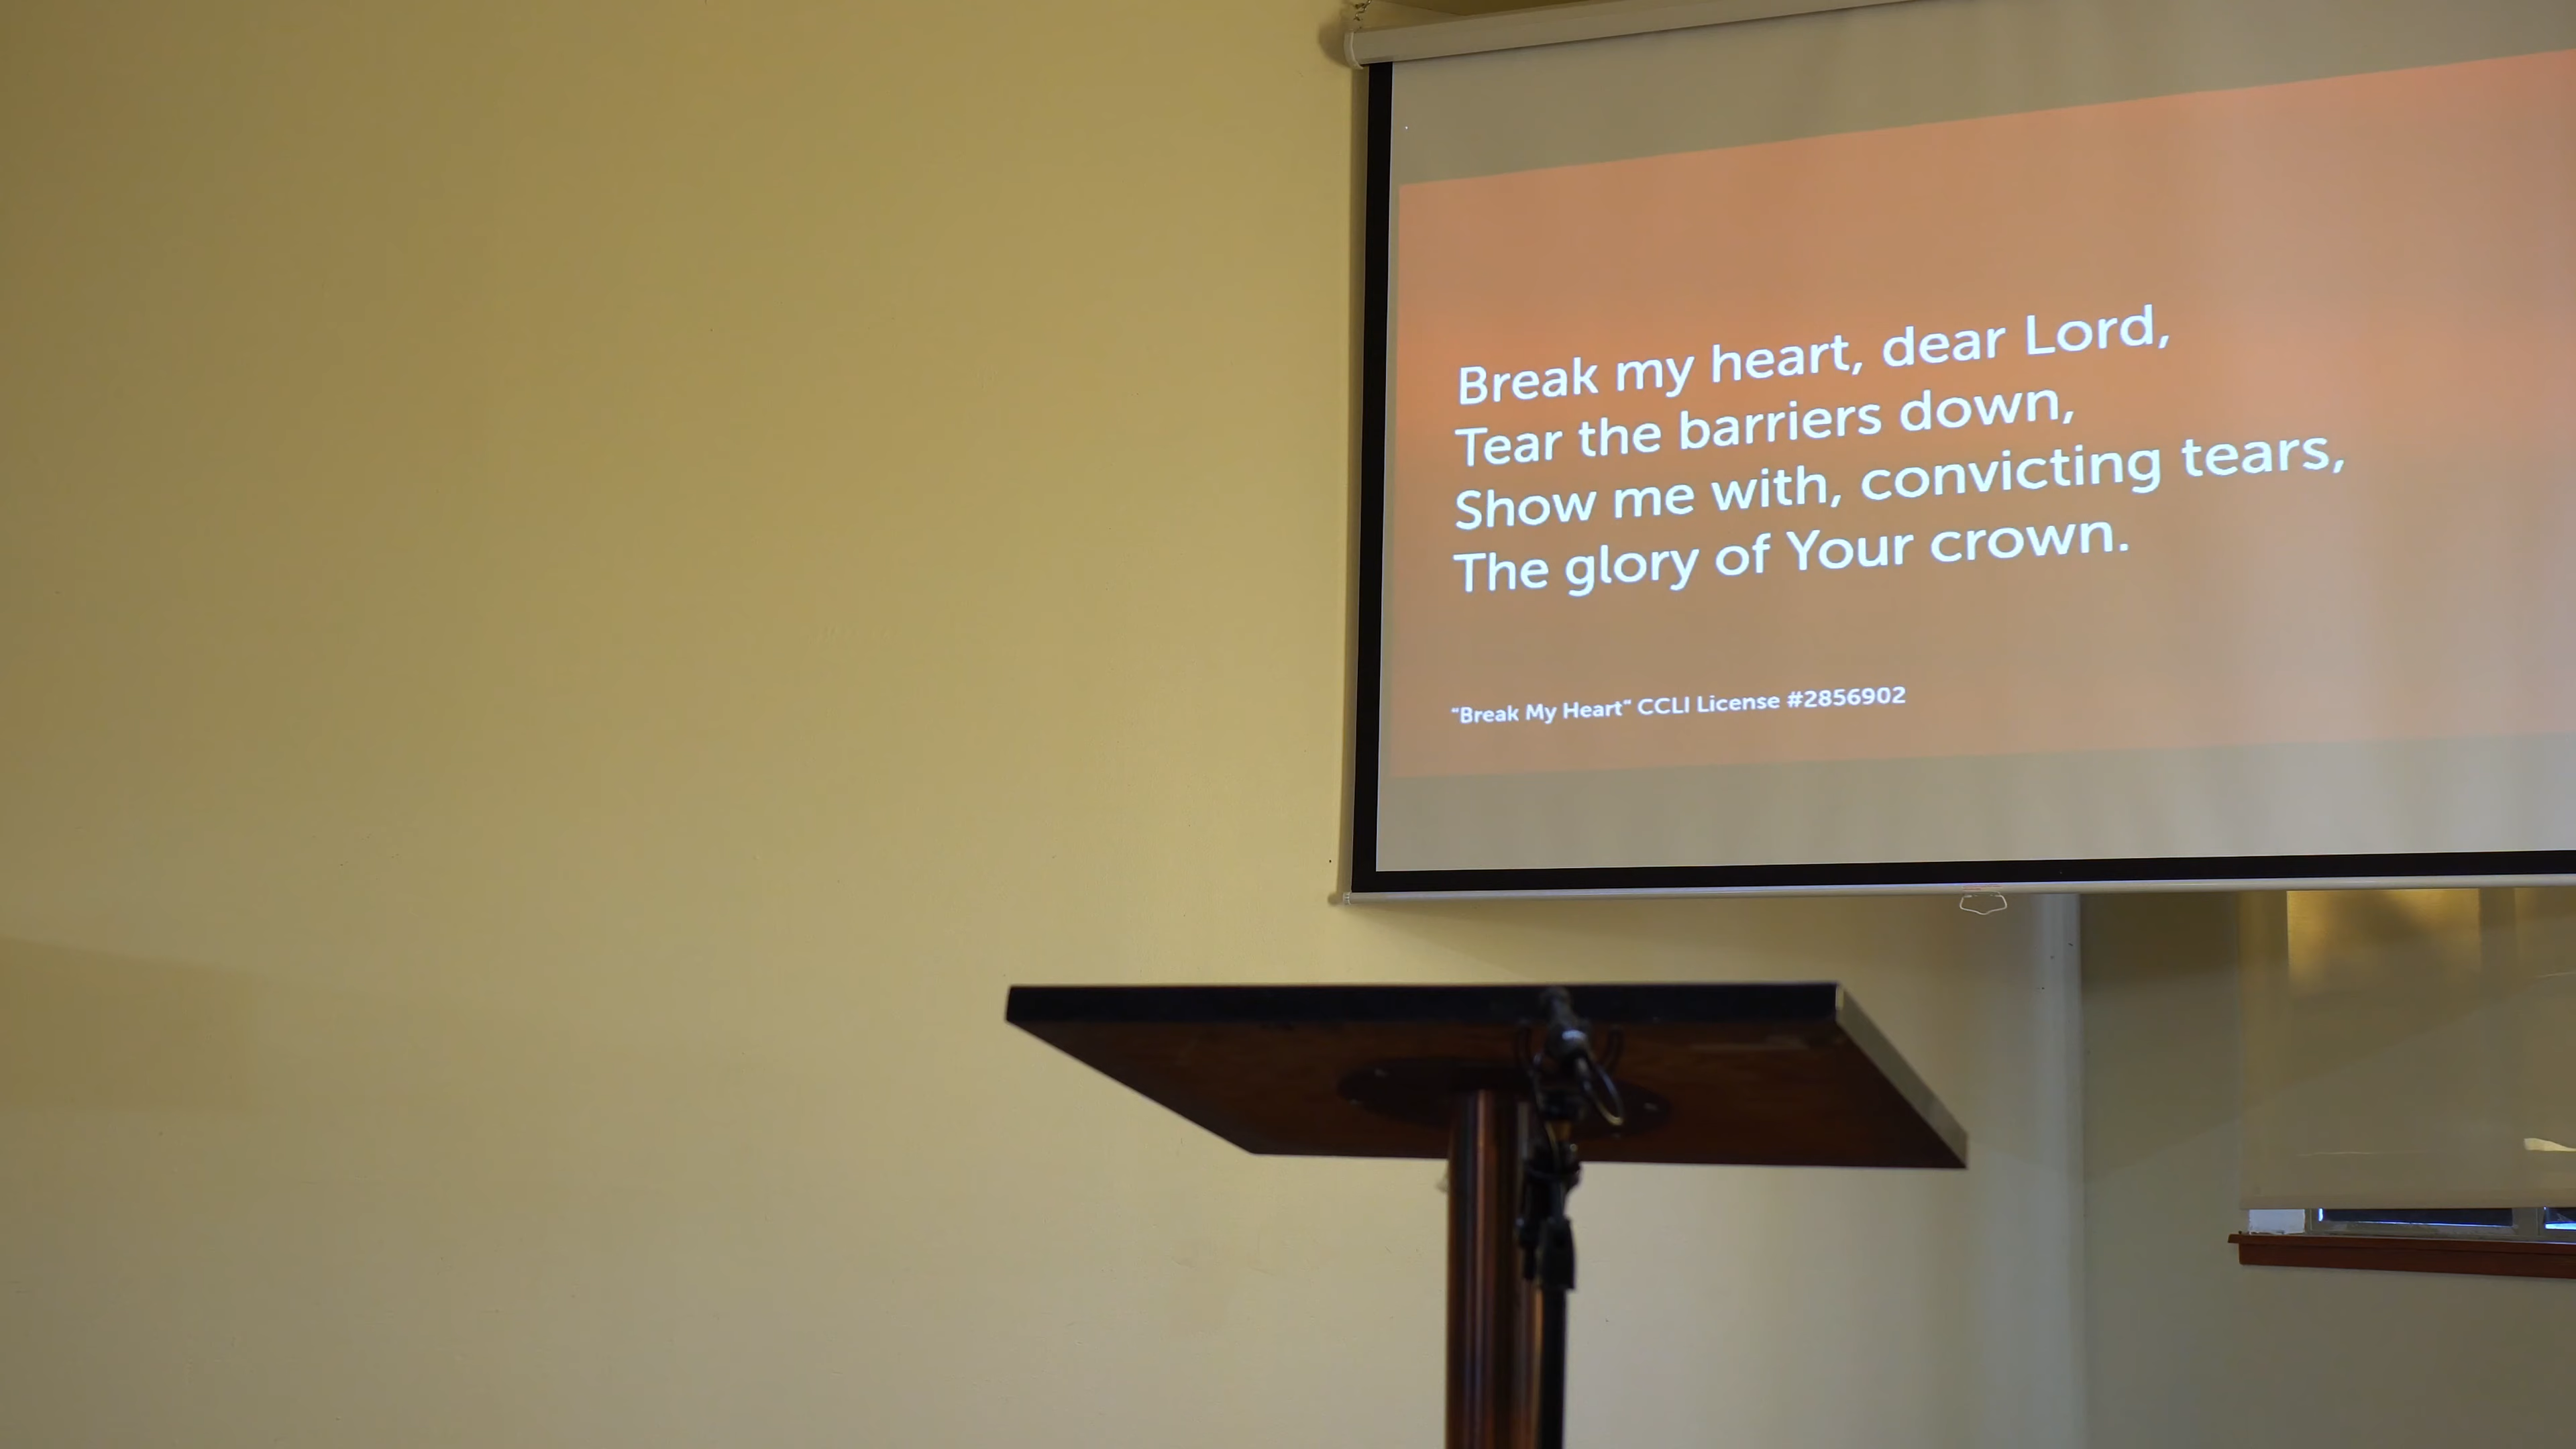 Break my heart, dear Lord,
Tear the barriers down,
Show me with, convicting tears,
The glory of Your crown.
“Break My Heart“ CCLI License #2856902